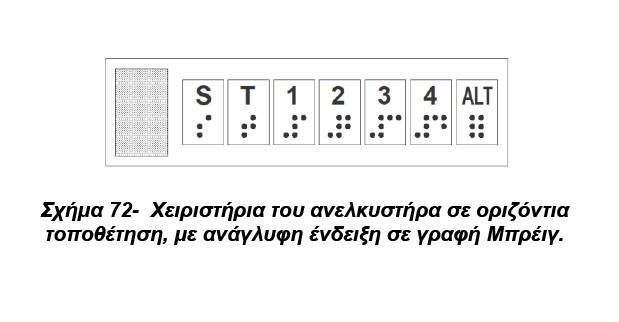 S T 1 2 3 4 ALT
⠎ ⠞ ⠼⠁ ⠼⠃ ⠼⠉ ⠼⠙ ⠿
Σχήμα 72- Χειριστήρια του ανελκυστήρα σε οριζόντια
τοποθέτηση, με ανάγλυφη ένδειξη σε γραφή Μπρέιγ.